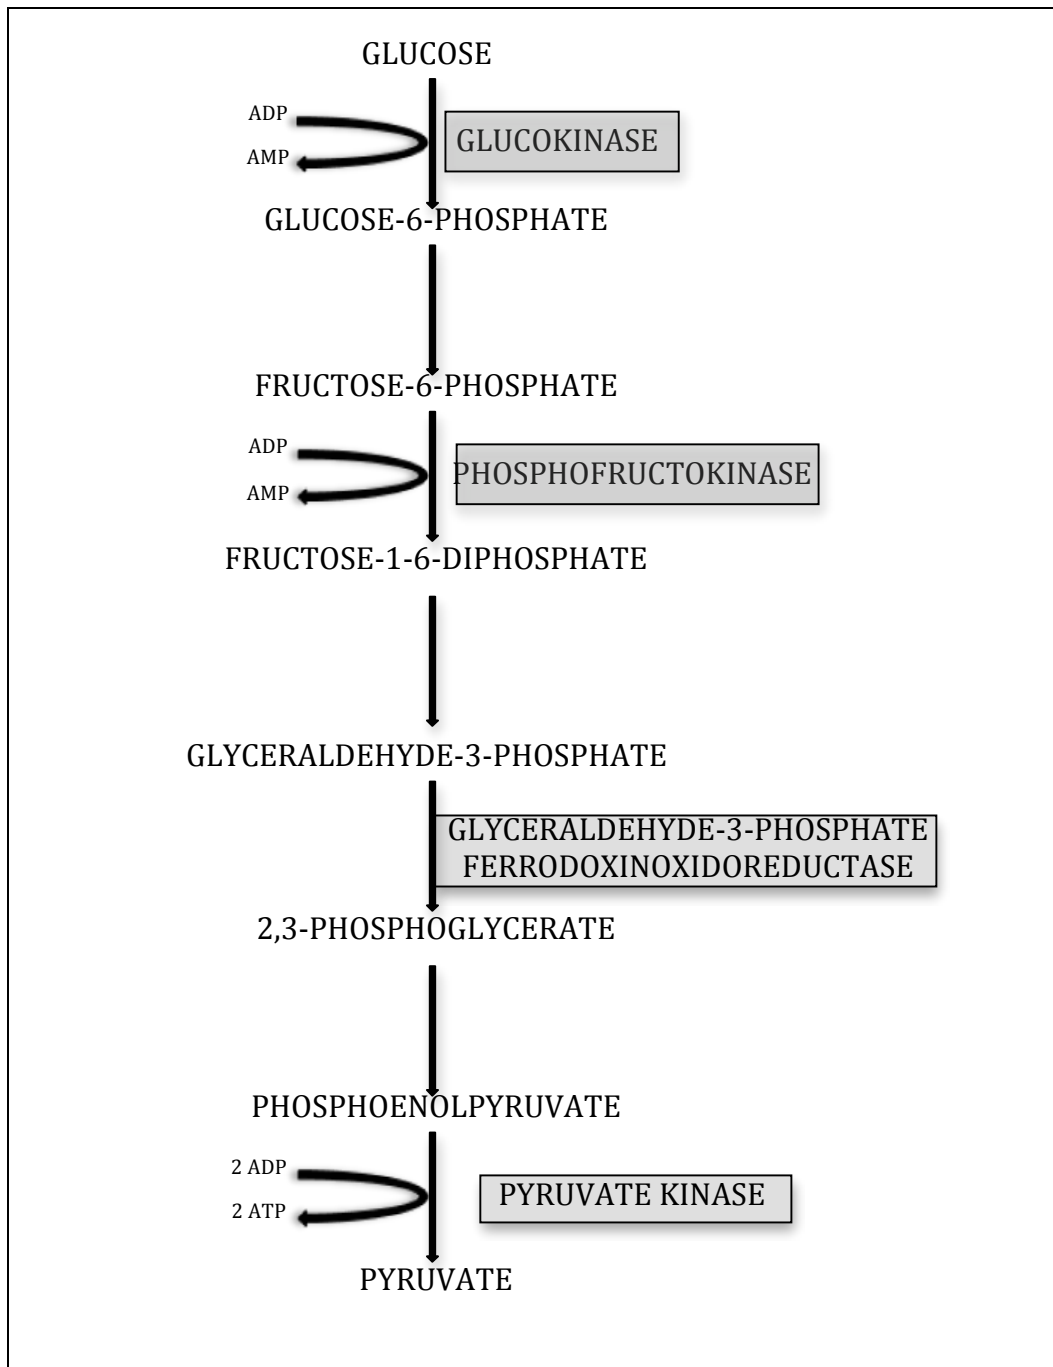 GLUCOSE
ADP
GLUCOKINASE
AMP
GLUCOSE-6-PHOSPHATE
FRUCTOSE-6-PHOSPHATE
ADP
PHOSPHOFRUCTOKINASE
AMP
FRUCTOSE-1-6-DIPHOSPHATE
GLYCERALDEHYDE-3-PHOSPHATE
GLYCERALDEHYDE-3-PHOSPHATE
FERRODOXINOXIDOREDUCTASE
2,3-PHOSPHOGLYCERATE
PHOSPHOENOLPYRUVATE
2 ADP
PYRUVATE KINASE
2 ATP
PYRUVATE